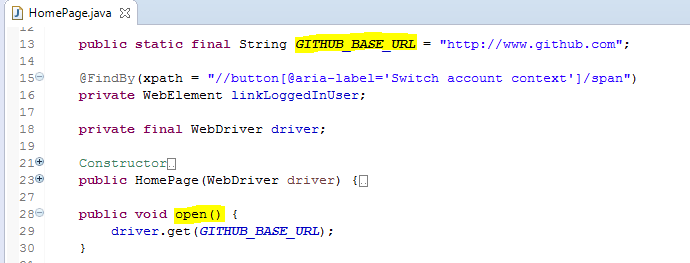 HomePage.java
12
13 public static final String GITHUB_BASE_URL = "http://www.github.com";
14
15 @FindBy(xpath = "//button[@aria-label='Switch account context']/span")
16 private WebElement linkLoggedInUser;
17
18 private final WebDriver driver;
19
21 Constructor
23 public HomePage(WebDriver driver) {
27
28 public void open() {
29 driver.get(GITHUB_BASE_URL);
30 }